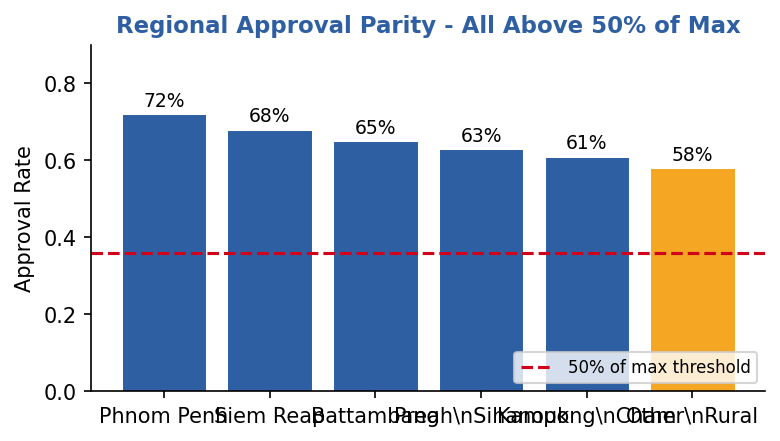 Regional Approval Parity - All Above 50% of Max
Approval Rate
0.8
0.6
0.4
0.2
0.0
72%
68%
65%
63%
61%
58%
50% of max threshold
Phnom Penh
Siem Reap
Battambang
Preah\nSihanouk
Kampong\nCham
Other\nRural